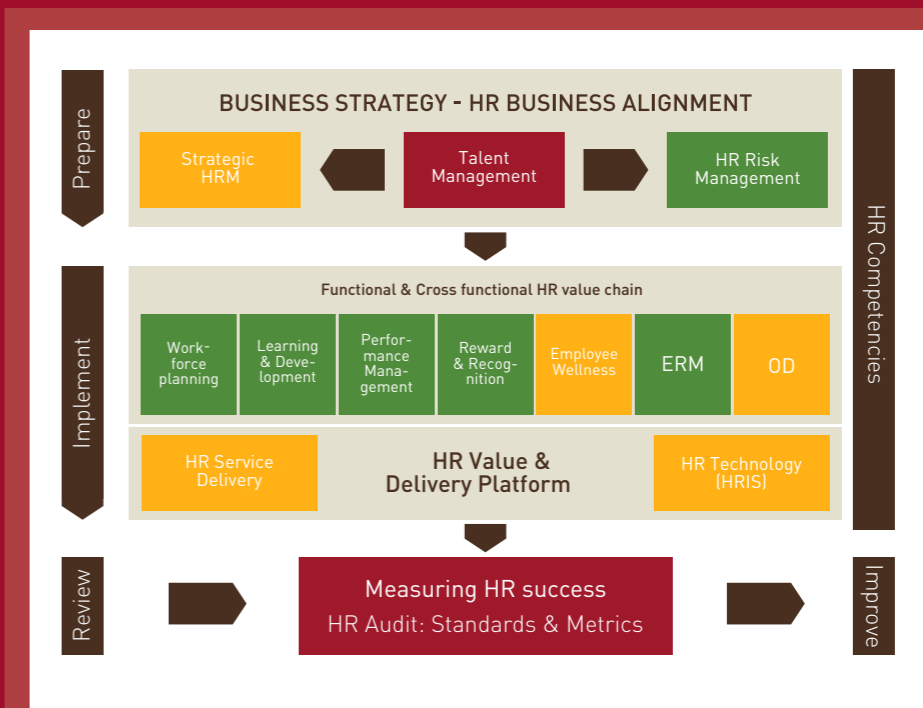 Prepare
BUSINESS STRATEGY - HR BUSINESS ALIGNMENT
Strategic
HRM
Talent
Management
HR Risk
Management
HR Competencies
Implement
Functional & Cross functional HR value chain
Work-
force
planning
Learning
& Deve-
lopment
Perfor-
mance
Mana-
gement
Reward
& Recog-
nition
Employee
Wellness
ERM
OD
HR Service
Delivery
HR Value &
Delivery Platform
HR Technology
(HRIS)
Review
Measuring HR success
HR Audit: Standards & Metrics
Improve